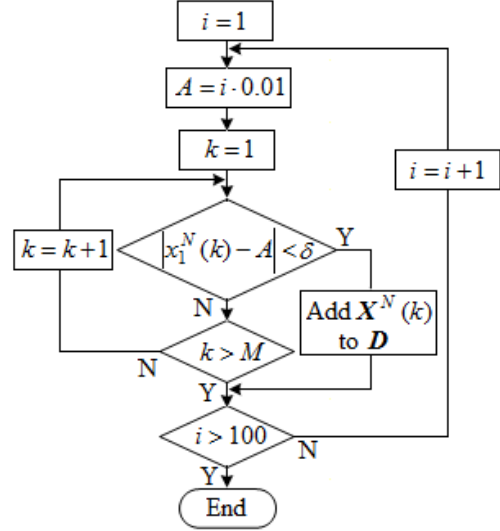 i = 1
A = i · 0.01
k = 1
i = i + 1
k = k + 1
|x₁ᴺ(k) − A| < δ
Y
Add Xᴺ(k)
to D
N
k > M
N
Y
i > 100
N
Y
End